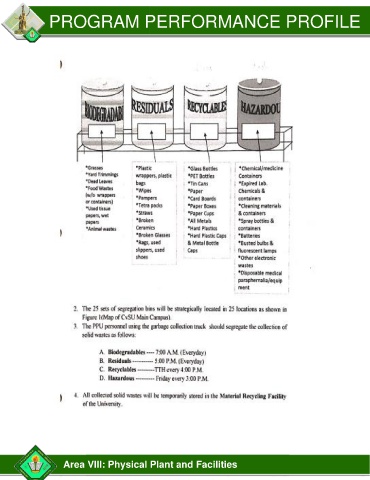 PROGRAM PERFORMANCE PROFILE
BIODEGRADAB
RESIDUALS
RECYCLABLES
HAZARDOU
*Grasses
*Yard Trimmings
*Dead Leaves
*Food Wastes
(w/o wrappers
or containers)
*Used tissue
papers, wet
papers
*Animal wastes
*Plastic
wrappers, plastic
bags
*Wipes
*Pampers
*Tetra packs
*Straws
*Broken
Ceramics
*Broken Glasses
*Rags, used
slippers, used
shoes
*Glass Bottles
*PET Bottles
*Tin Cans
*Paper
*Card Boards
*Paper Boxes
*Paper Cups
*All Metals
*Hard Plastics
*Hard Plastic Caps
& Metal Bottle
Caps
*Chemical/medicine
Containers
*Expired Lab.
Chemicals &
containers
*Cleaning materials
& containers
*Spray bottles &
containers
*Batteries
*Busted bulbs &
fluorescent lamps
*Other electronic
wastes
*Disposable medical
paraphernalia/equip
ment
2. The 25 sets of segregation bins will be strategically located in 25 locations as shown in
Figure 1(Map of CvSU Main Campus).
3. The PPU personnel using the garbage collection truck should segregate the collection of
solid wastes as follows:
A. Biodegradables ---- 7:00 A.M. (Everyday)
B. Residuals ----------- 5:00 P.M. (Everyday)
C. Recyclables ---------TTH every 4:00 P.M.
D. Hazardous ---------- Friday every 3:00 P.M.
4. All collected solid wastes will be temporarily stored in the Material Recycling Facility
of the University.
Area VIII: Physical Plant and Facilities